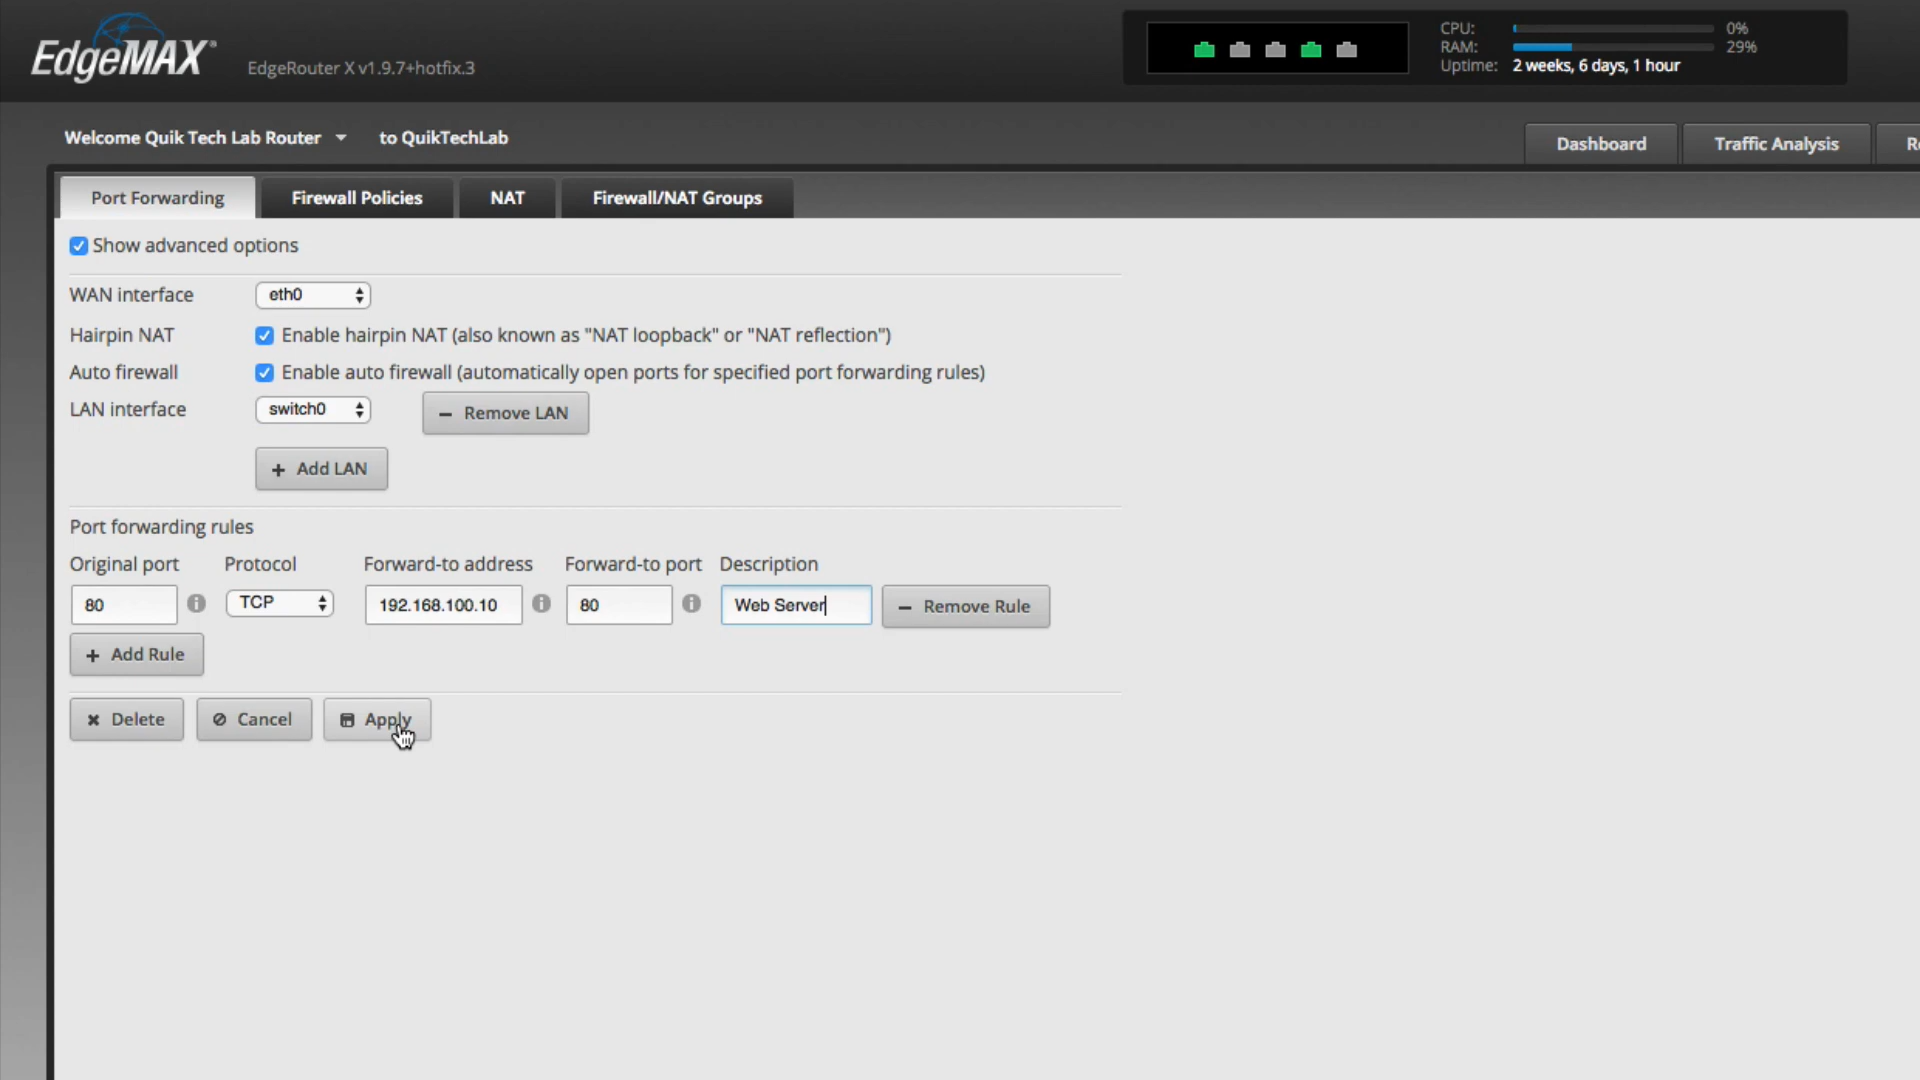 EdgeMAX®
EdgeRouter X v1.9.7+hotfix.3
CPU: 0%
RAM: 29%
Uptime: 2 weeks, 6 days, 1 hour
Welcome Quik Tech Lab Router to QuikTechLab
Dashboard Traffic Analysis
Port Forwarding Firewall Policies NAT Firewall/NAT Groups
Show advanced options
WAN interface eth0
Hairpin NAT Enable hairpin NAT (also known as "NAT loopback" or "NAT reflection")
Auto firewall Enable auto firewall (automatically open ports for specified port forwarding rules)
LAN interface switch0 − Remove LAN
+ Add LAN
Port forwarding rules
Original port Protocol Forward-to address Forward-to port Description
80 TCP 192.168.100.10 80 Web Server − Remove Rule
+ Add Rule
Delete Cancel Apply